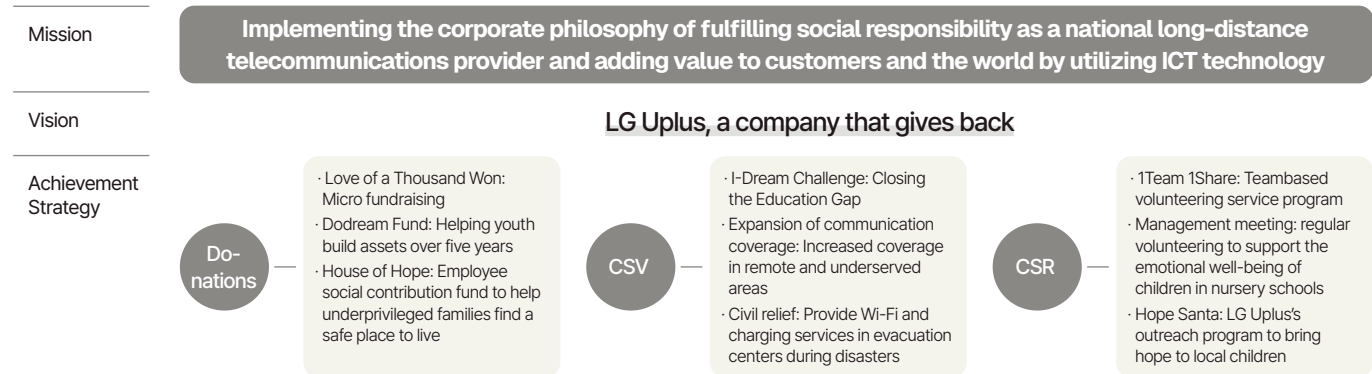 Mission
Implementing the corporate philosophy of fulfilling social responsibility as a national long-distance
telecommunications provider and adding value to customers and the world by utilizing ICT technology
Vision
LG Uplus, a company that gives back
Achievement
Strategy
Do-
nations
· Love of a Thousand Won:
Micro fundraising
· Dodream Fund: Helping youth
build assets over five years
· House of Hope: Employee
social contribution fund to help
underprivileged families find a
safe place to live
CSV
· I-Dream Challenge: Closing
the Education Gap
· Expansion of communication
coverage: Increased coverage
in remote and underserved
areas
· Civil relief: Provide Wi-Fi and
charging services in evacuation
centers during disasters
CSR
· 1Team 1Share: Teambased
volunteering service program
· Management meeting: regular
volunteering to support the
emotional well-being of
children in nursery schools
· Hope Santa: LG Uplus's
outreach program to bring
hope to local children